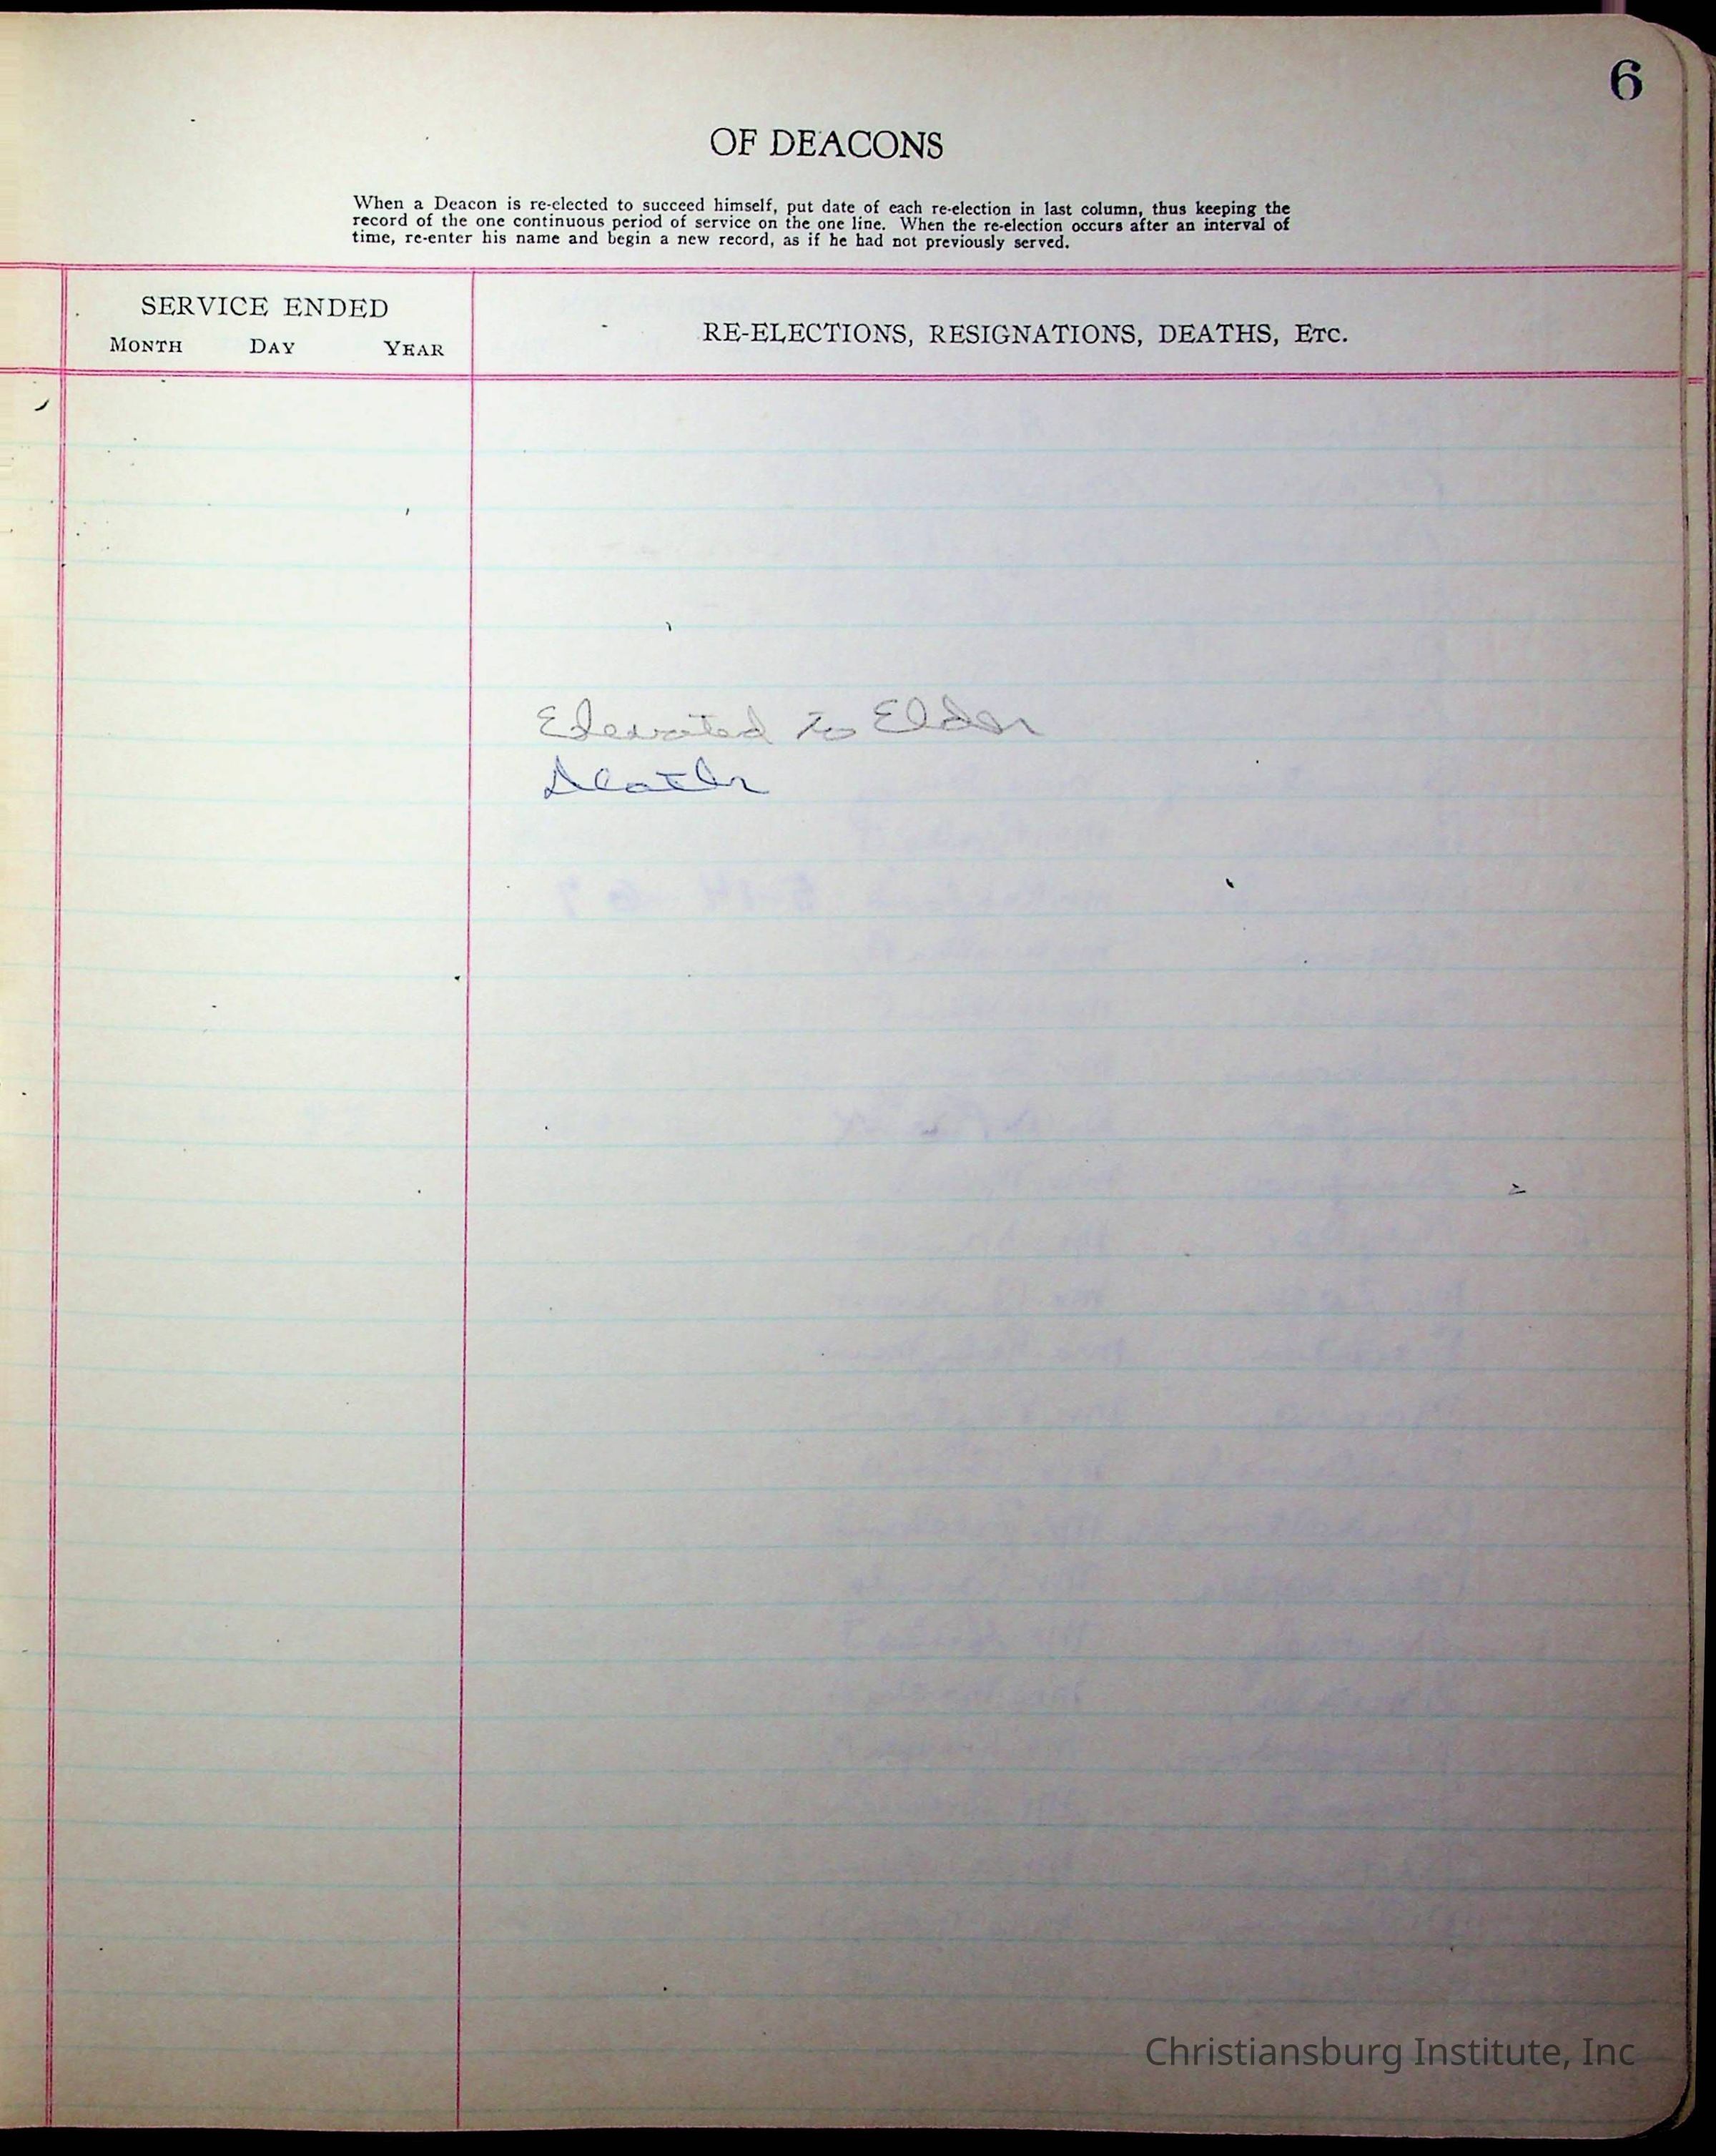 6
OF DEACONS
When a Deacon is re-elected to succeed himself, put date of each re-election in last column, thus keeping the
record of the one continuous period of service on the one line. When the re-election occurs after an interval of
time, re-enter his name and begin a new record, as if he had not previously served.
SERVICE ENDED
MONTH DAY YEAR
RE-ELECTIONS, RESIGNATIONS, DEATHS, ETC.
Elevated to Elder
Death
Christiansburg Institute, Inc